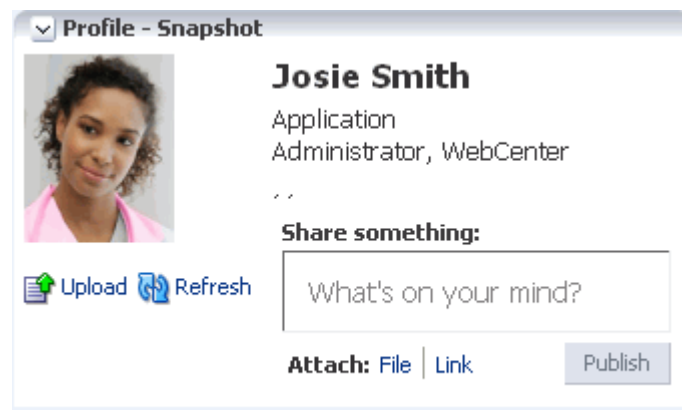 Profile - Snapshot
Josie Smith
Application
Administrator, WebCenter
, ,
Share something:
Upload Refresh
What's on your mind?
Attach: File | Link Publish